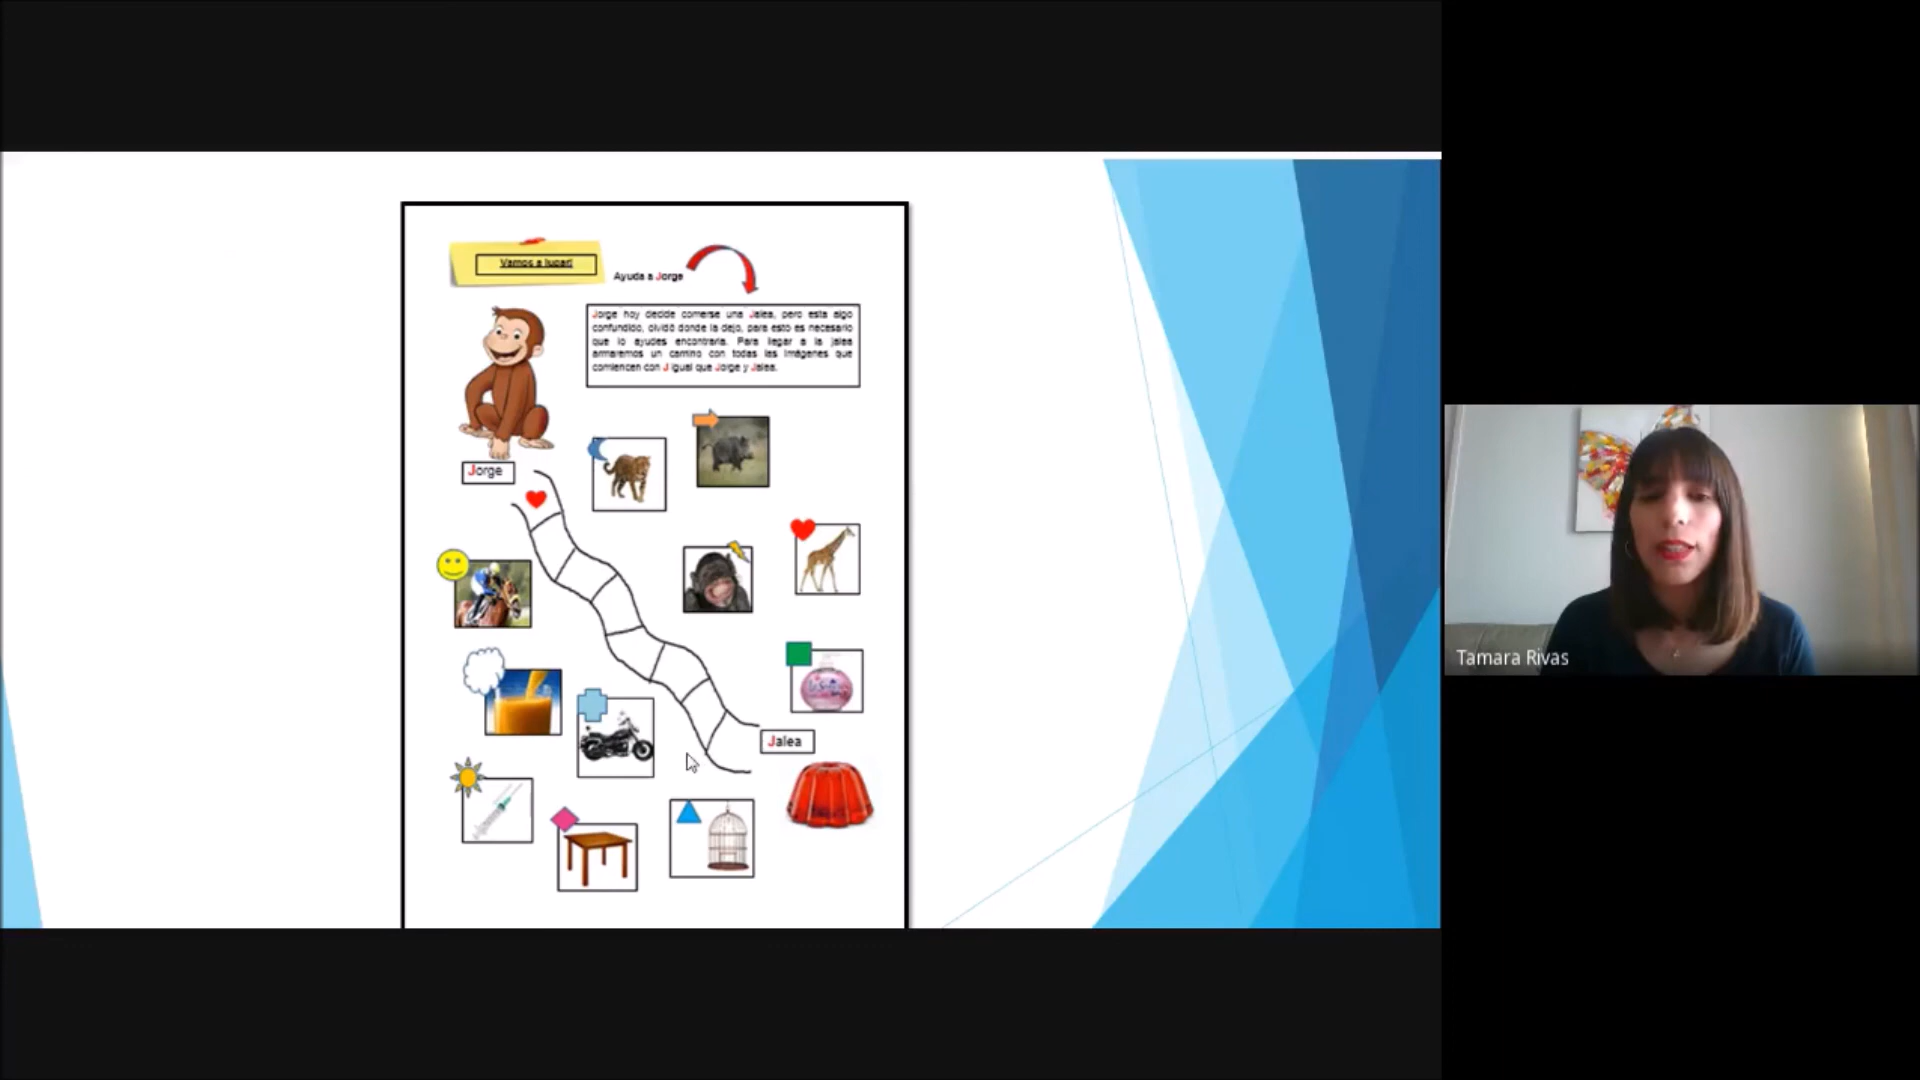 Vamos a jugar!
Ayuda a Jorge
Jorge hoy decide comerse una Jalea, pero esta algo
confundido, olvidó donde la dejo, para esto es necesario
que lo ayudes encontrarla. Para llegar a la jalea
armaremos un camino con todas las imágenes que
comiencen con J igual que Jorge y Jalea.
Jorge
Jalea
Tamara Rivas